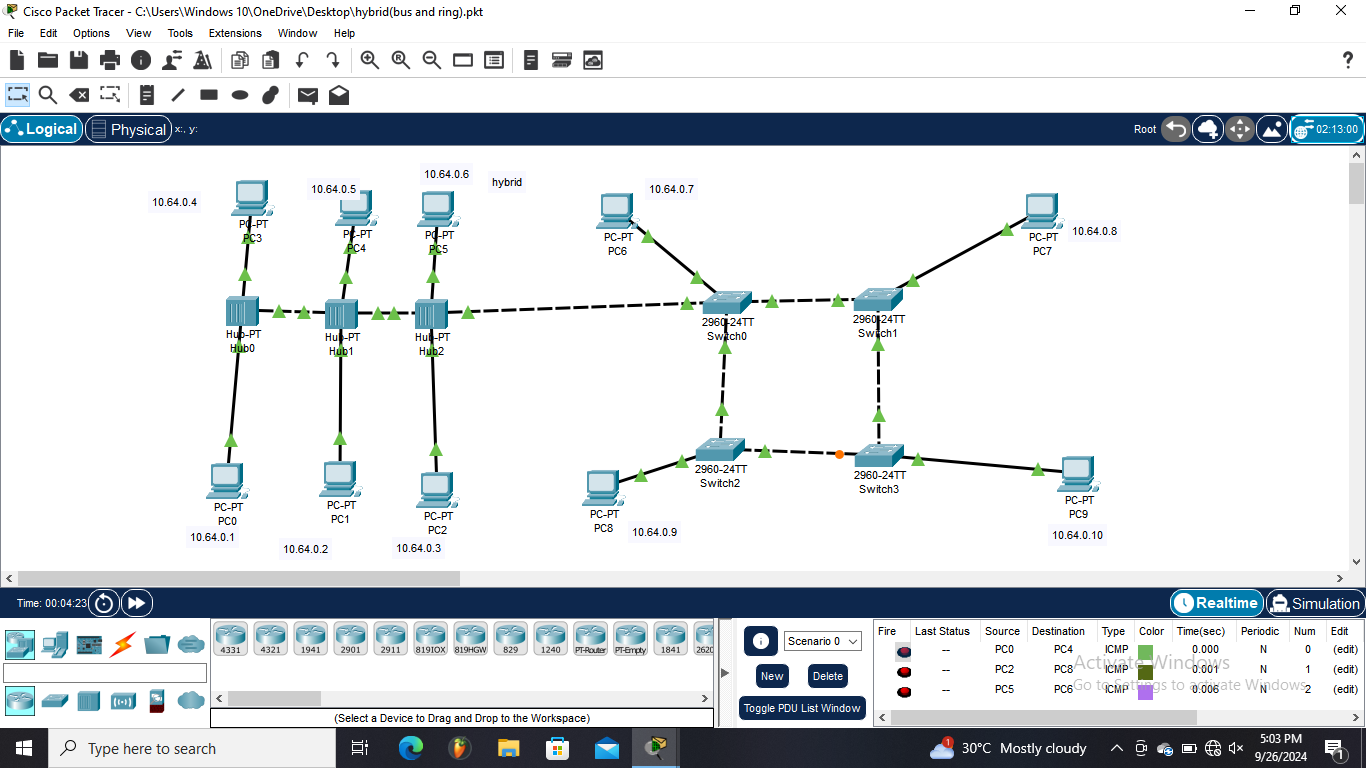 Cisco Packet Tracer - C:\Users\Windows 10\OneDrive\Desktop\hybrid(bus and ring).pkt
File Edit Options View Tools Extensions Window Help
Logical Physical x:, y: Root 02:13:00
10.64.0.4
10.64.0.5
10.64.0.6
hybrid
10.64.0.7
10.64.0.8
PC-PT
PC3
PC-PT
PC4
PC-PT
PC5
PC-PT
PC6
PC-PT
PC7
Hub-PT
Hub0
Hub-PT
Hub1
Hub-PT
Hub2
2960-24TT
Switch0
2960-24TT
Switch1
2960-24TT
Switch2
2960-24TT
Switch3
PC-PT
PC0
10.64.0.1
PC-PT
PC1
10.64.0.2
PC-PT
PC2
10.64.0.3
PC-PT
PC8
10.64.0.9
PC-PT
PC9
10.64.0.10
Time: 00:04:23 Realtime Simulation
4331 4321 1941 2901 2911 819IOX 819HGW 829 1240 PT-Router PT-Empty 1841 2620
(Select a Device to Drag and Drop to the Workspace)
Scenario 0
New Delete
Toggle PDU List Window
Fire Last Status Source Destination Type Color Time(sec) Periodic Num Edit
-- PC0 PC4 ICMP 0.000 N 0 (edit)
-- PC2 PC8 ICMP 0.001 N 1 (edit)
-- PC5 PC6 ICMP 0.006 N 2 (edit)
Activate Windows
Go to Settings to activate Windows.
Type here to search
1
30°C Mostly cloudy
5:03 PM
9/26/2024
1